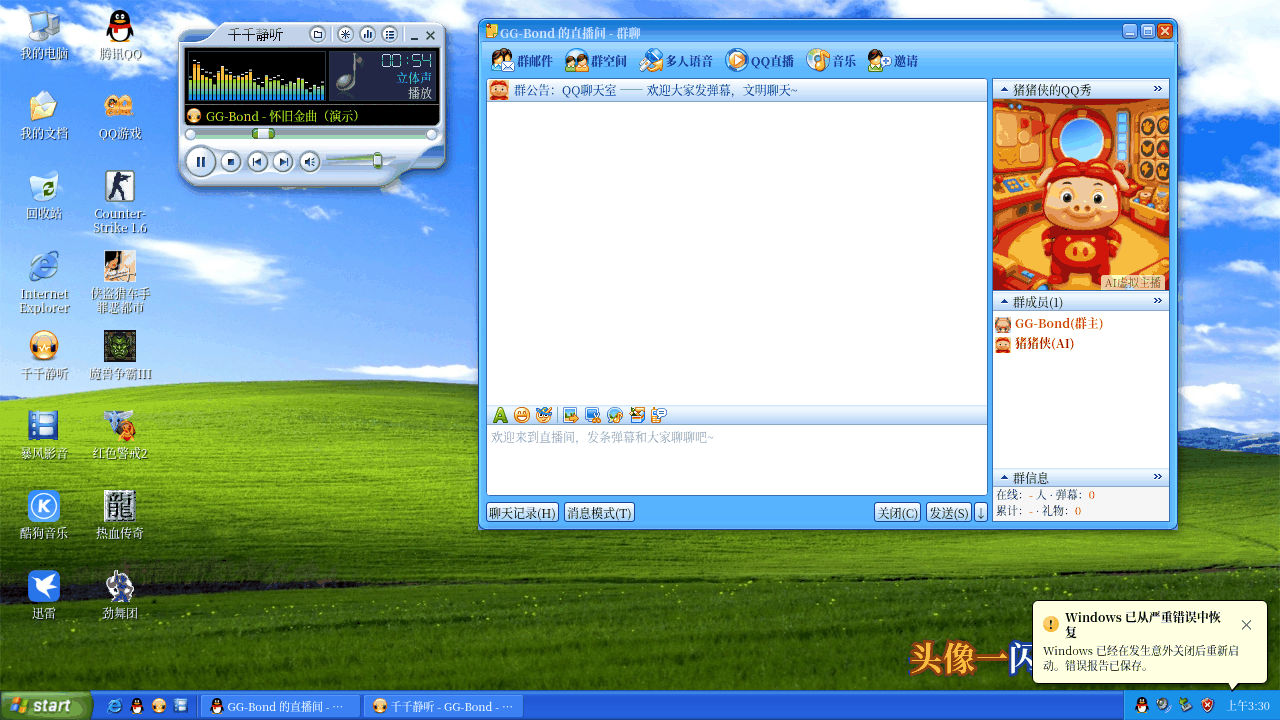 我的电脑
腾讯QQ
我的文档
QQ游戏
回收站
Counter-
Strike 1.6
Internet
Explorer
侠盗猎车手
罪恶都市
千千静听
魔兽争霸III
暴风影音
红色警戒2
酷狗音乐
热血传奇
迅雷
劲舞团
千千静听
00:54
立体声
播放
GG-Bond - 怀旧金曲（演示）
GG-Bond 的直播间 - 群聊
群邮件
群空间
多人语音
QQ直播
音乐
邀请
群公告：QQ聊天室 —— 欢迎大家发弹幕，文明聊天~
欢迎来到直播间，发条弹幕和大家聊聊吧~
聊天记录(H)
消息模式(T)
关闭(C)
发送(S)
↓
猪猪侠的QQ秀
AI虚拟主播
群成员(1)
GG-Bond(群主)
猪猪侠(AI)
群信息
在线：- 人 · 弹幕：0
累计：- · 礼物：0
头像一闪
Windows 已从严重错误中恢
复
Windows 已经在发生意外关闭后重新启
动。错误报告已保存。
start
GG-Bond 的直播间 - ···
千千静听 - GG-Bond - ···
上午3:30